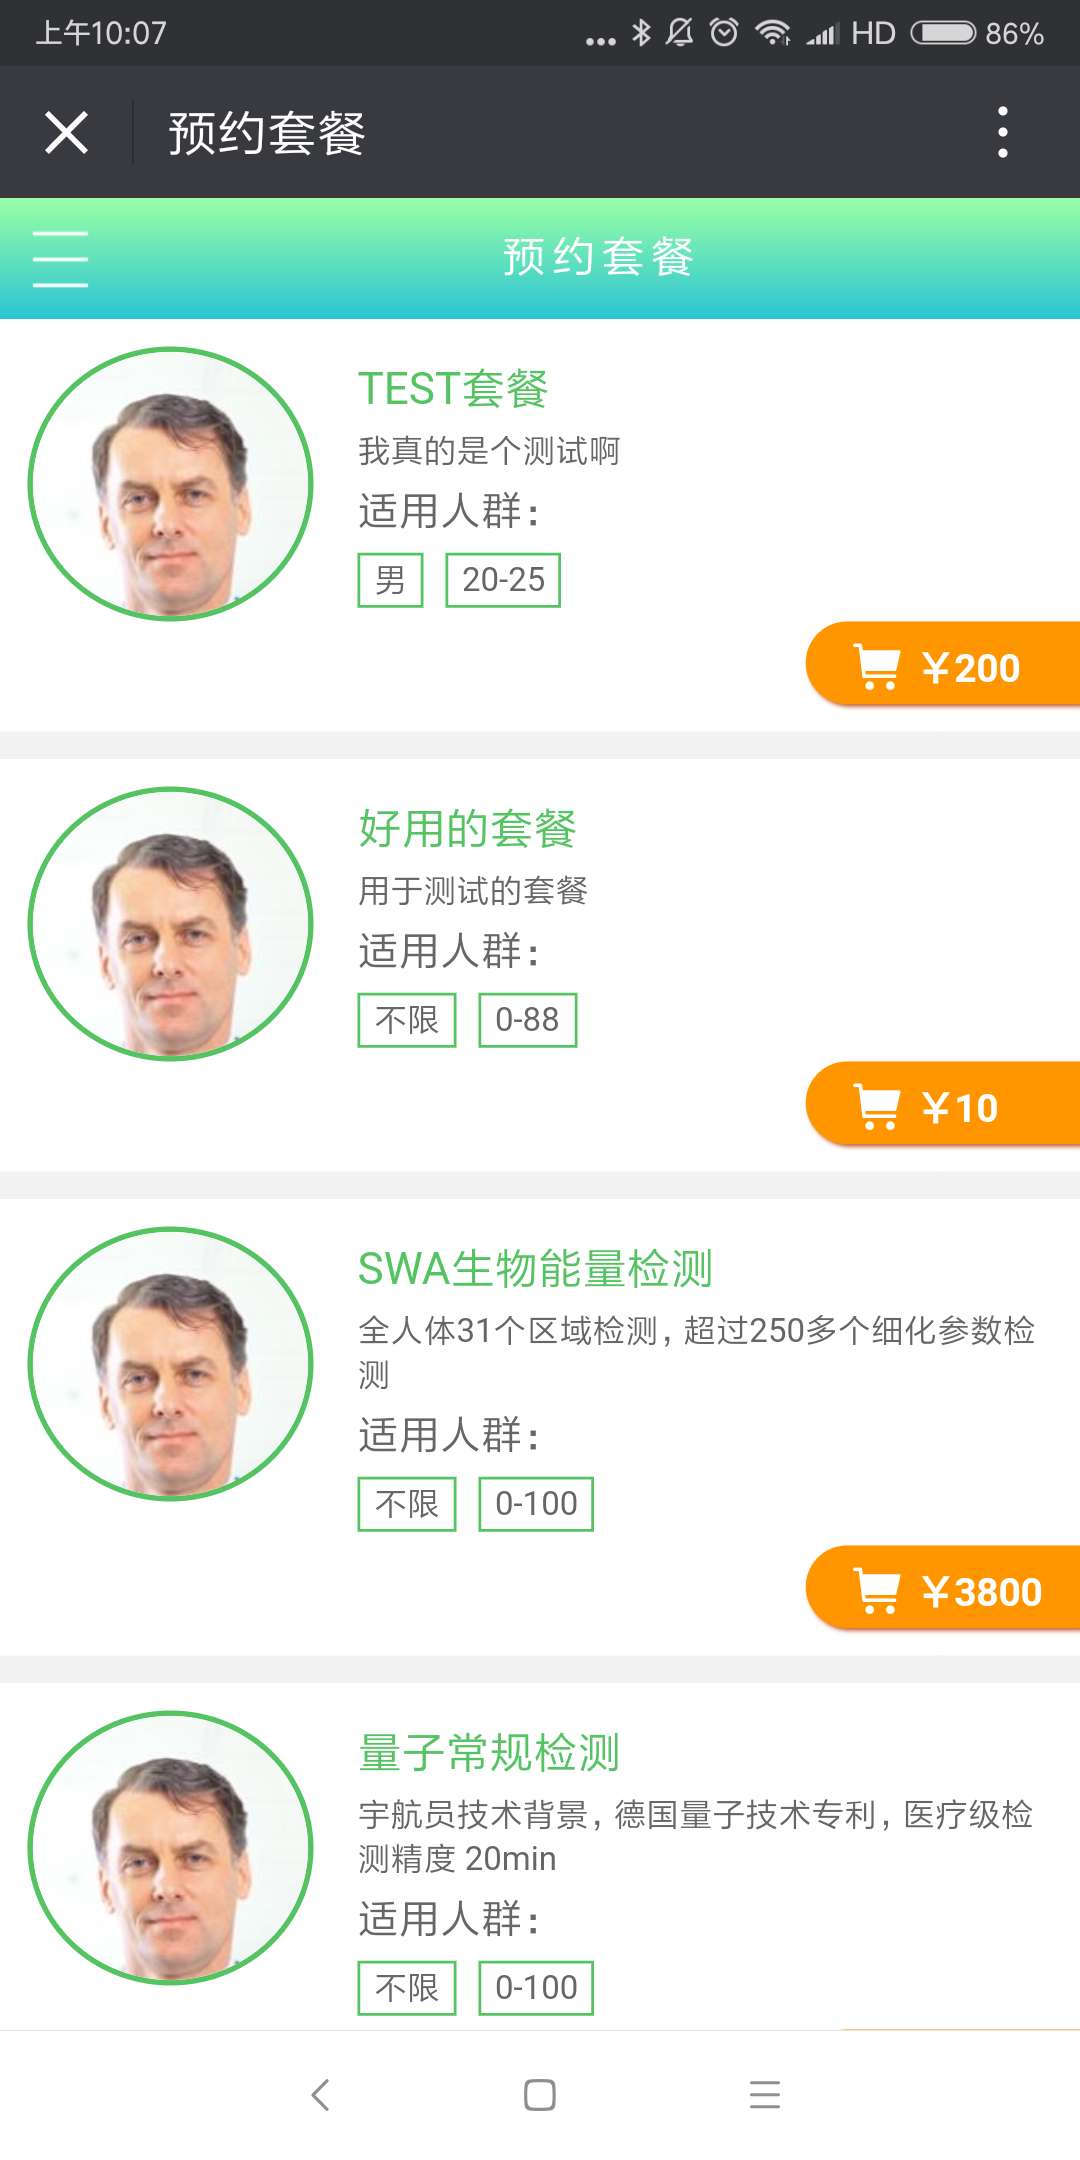 上午10:07
HD
86%
预约套餐
预约套餐
TEST套餐
我真的是个测试啊
适用人群：
男 20-25
¥200
好用的套餐
用于测试的套餐
适用人群：
不限 0-88
¥10
SWA生物能量检测
全人体31个区域检测，超过250多个细化参数检
测
适用人群：
不限 0-100
¥3800
量子常规检测
宇航员技术背景，德国量子技术专利，医疗级检
测精度 20min
适用人群：
不限 0-100